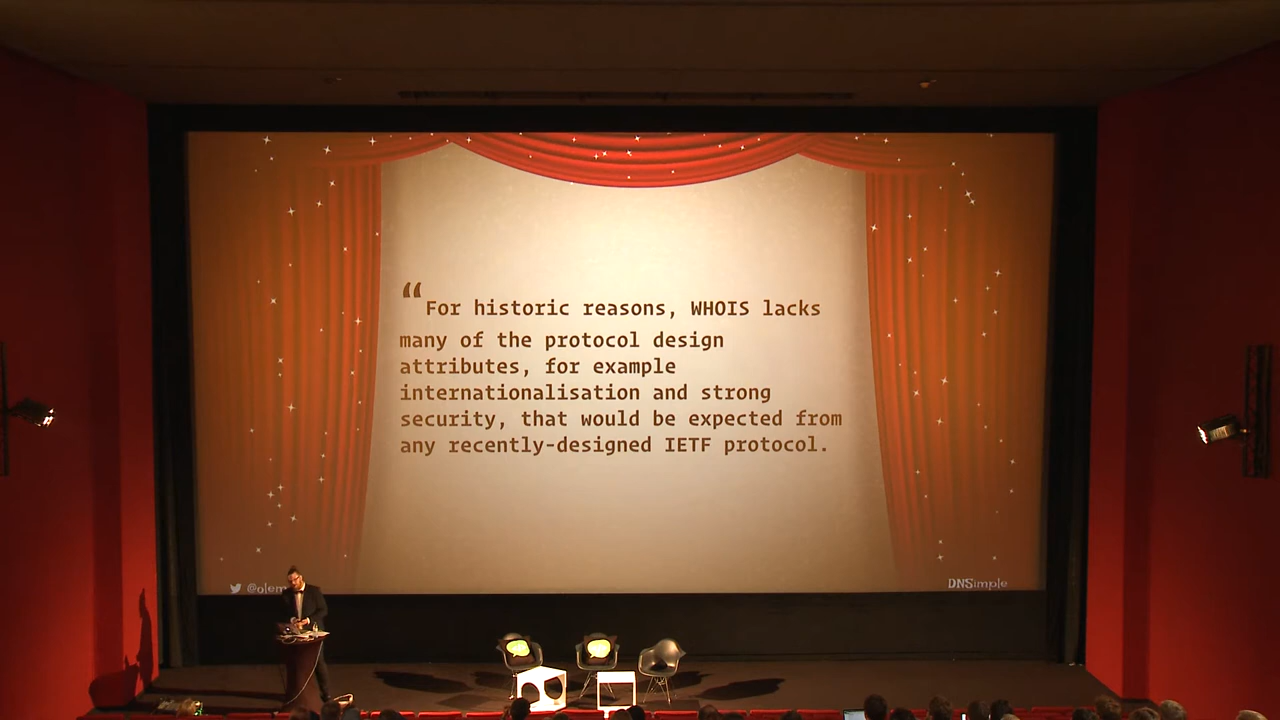 “For historic reasons, WHOIS lacks
many of the protocol design
attributes, for example
internationalisation and strong
security, that would be expected from
any recently-designed IETF protocol.
DNSimple